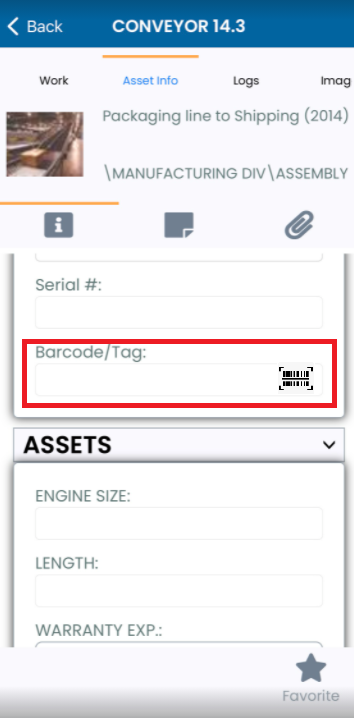 Back CONVEYOR 14.3
Work Asset Info Logs Imag
Packaging line to Shipping (2014)
\MANUFACTURING DIV\ASSEMBLY
Serial #:
Barcode/Tag:
ASSETS
ENGINE SIZE:
LENGTH:
WARRANTY EXP.:
Favorite